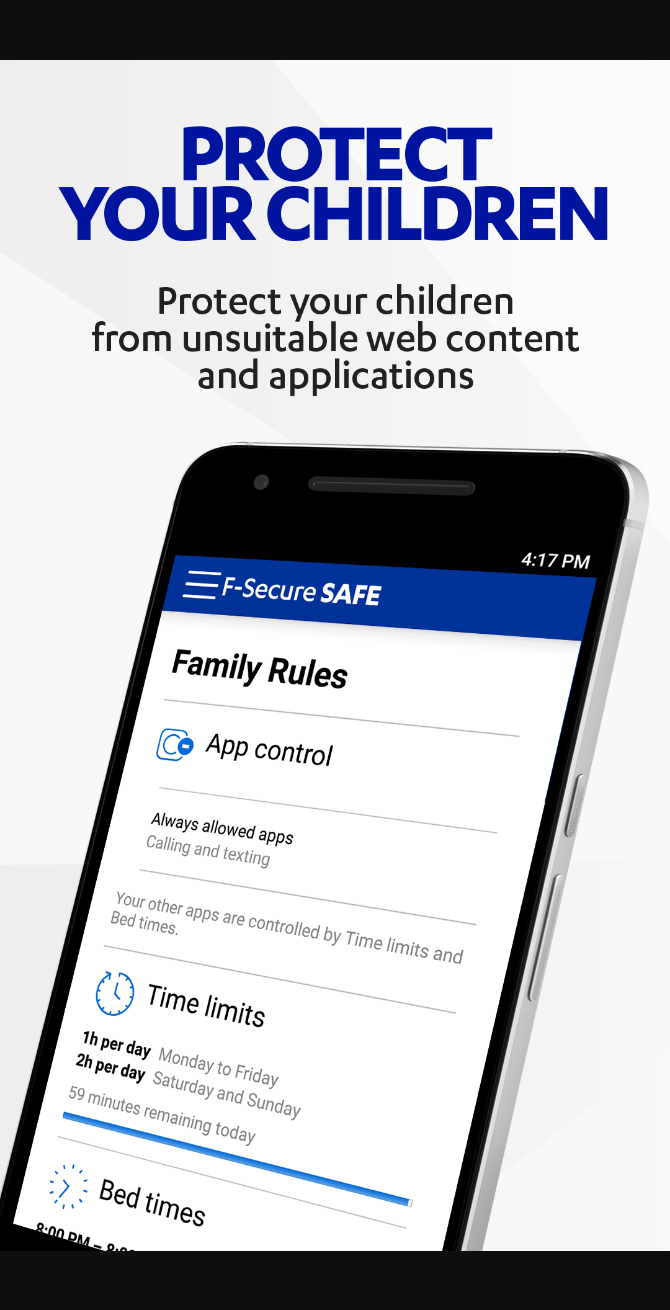 PROTECT
YOUR CHILDREN
Protect your children
from unsuitable web content
and applications
4:17 PM
F-Secure SAFE
Family Rules
App control
Always allowed apps
Calling and texting
Your other apps are controlled by Time limits and
Bed times.
Time limits
1h per day Monday to Friday
2h per day Saturday and Sunday
59 minutes remaining today
Bed times
8:00 PM –